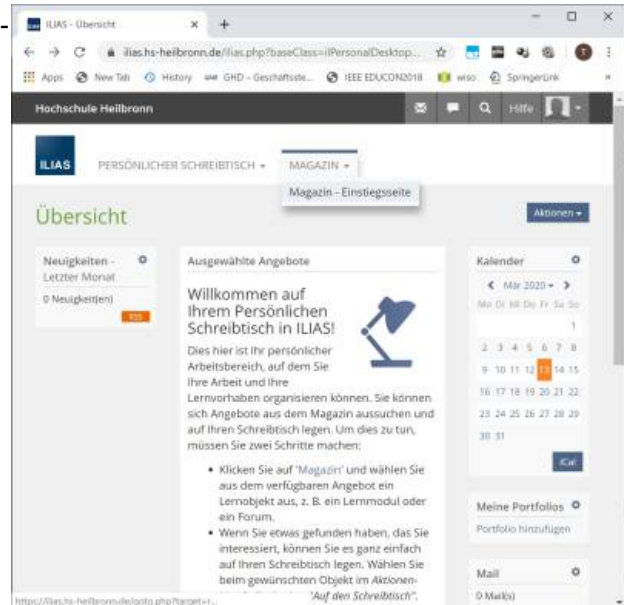 -
ILIAS - Übersicht
ilias.hs-heilbronn.de/ilias.php?baseClass=ilPersonalDesktop...
Apps New Tab History GHD - Geschäftsste... IEEE EDUCON2018 wiso SpringerLink
Hochschule Heilbronn
Hilfe
ILIAS
PERSÖNLICHER SCHREIBTISCH
MAGAZIN
Magazin - Einstiegsseite
Übersicht
Aktionen
Neuigkeiten -
Letzter Monat
0 Neuigkeit(en)
RSS
Ausgewählte Angebote
Willkommen auf
Ihrem Persönlichen
Schreibtisch in ILIAS!
Dies hier ist Ihr persönlicher
Arbeitsbereich, auf dem Sie
Ihre Arbeit und Ihre
Lernvorhaben organisieren können. Sie können
sich Angebote aus dem Magazin aussuchen und
auf Ihren Schreibtisch legen. Um dies zu tun,
müssen Sie zwei Schritte machen:
• Klicken Sie auf 'Magazin' und wählen Sie
aus dem verfügbaren Angebot ein
Lernobjekt aus, z. B. ein Lernmodul oder
ein Forum.
• Wenn Sie etwas gefunden haben, das Sie
interessiert, können Sie es ganz einfach
auf Ihren Schreibtisch legen. Wählen Sie
beim gewünschten Objekt im Aktionen-
"Auf den Schreibtisch".
Kalender
Mär 2020
Mo Di Mi Do Fr Sa So
1
2 3 4 5 6 7 8
9 10 11 12 13 14 15
16 17 18 19 20 21 22
23 24 25 26 27 28 29
30 31
iCal
Meine Portfolios
Portfolio hinzufügen
Mail
0 Mail(s)
https://ilias.hs-heilbronn.de/goto.php?target=r...